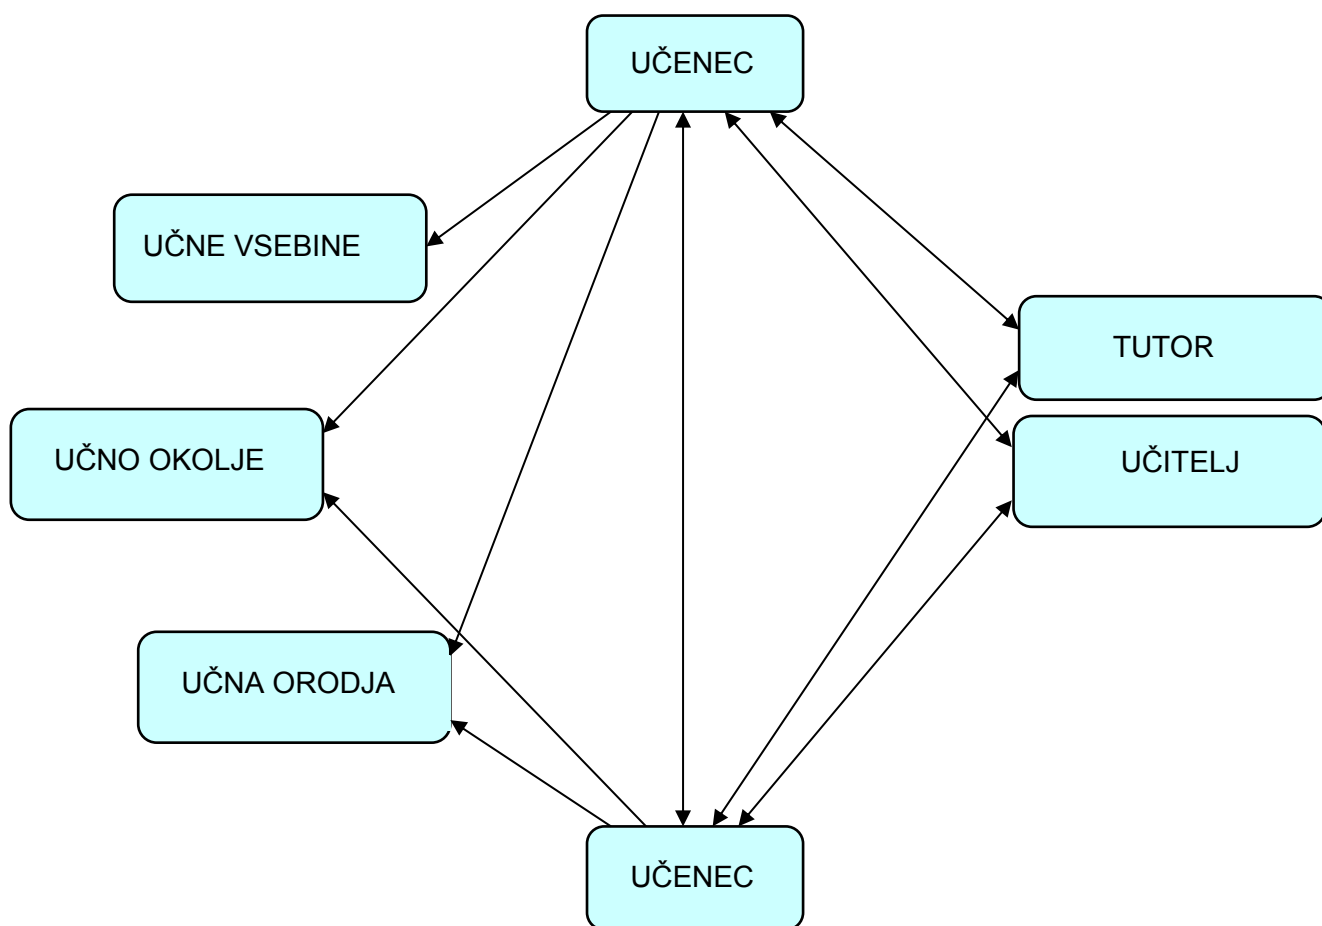 UČENEC
UČNE VSEBINE
TUTOR
UČNO OKOLJE
UČITELJ
UČNA ORODJA
UČENEC